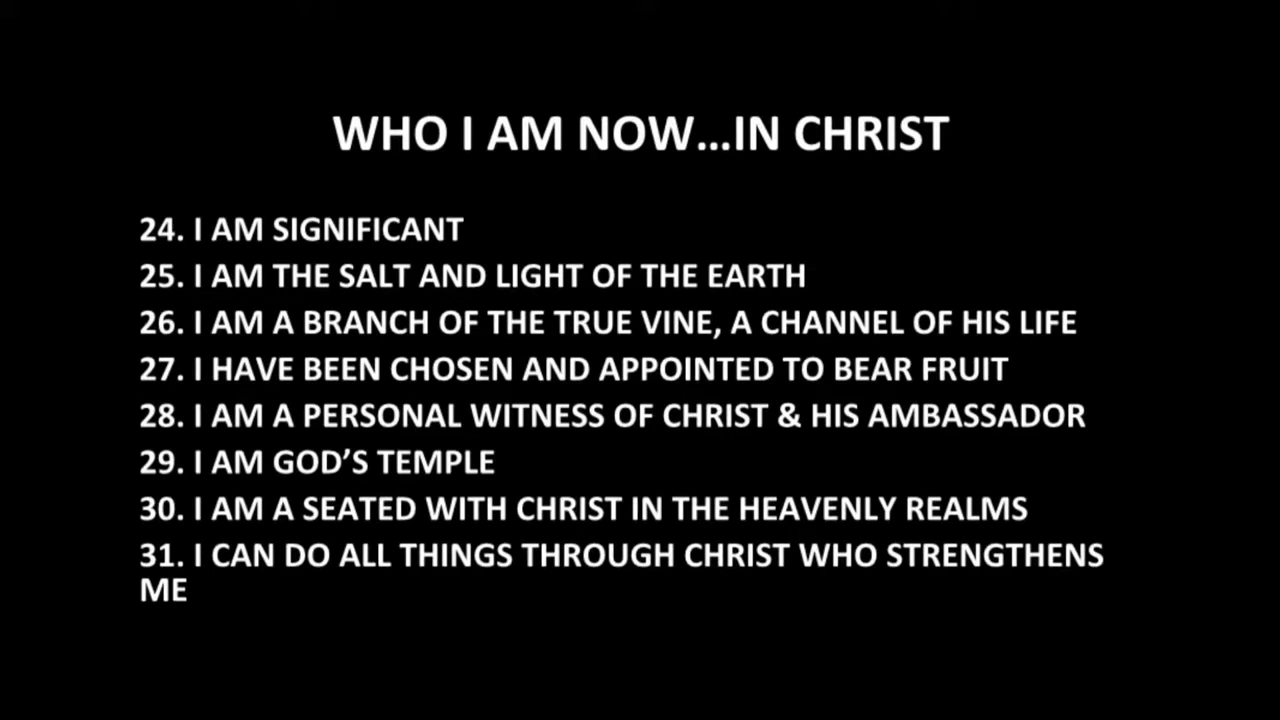 WHO I AM NOW...IN CHRIST
24. I AM SIGNIFICANT
25. I AM THE SALT AND LIGHT OF THE EARTH
26. I AM A BRANCH OF THE TRUE VINE, A CHANNEL OF HIS LIFE
27. I HAVE BEEN CHOSEN AND APPOINTED TO BEAR FRUIT
28. I AM A PERSONAL WITNESS OF CHRIST & HIS AMBASSADOR
29. I AM GOD’S TEMPLE
30. I AM A SEATED WITH CHRIST IN THE HEAVENLY REALMS
31. I CAN DO ALL THINGS THROUGH CHRIST WHO STRENGTHENS
ME